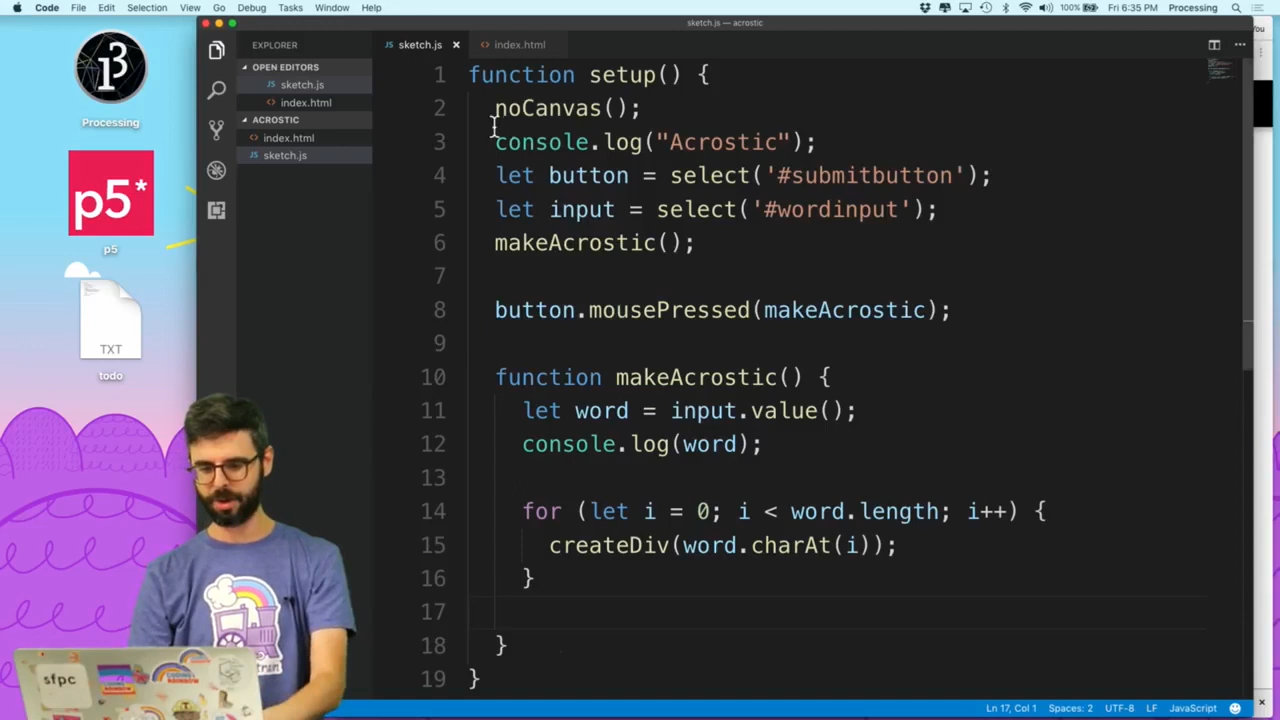 Code File Edit Selection View Go Debug Tasks Window Help
100% Fri 6:35 PM Processing
sketch.js — acrostic
You
EXPLORER
sketch.js × index.html
OPEN EDITORS
sketch.js
index.html
ACROSTIC
index.html
sketch.js
Processing
p5*
p5
TXT
todo
1 function setup() {
2 noCanvas();
3 console.log("Acrostic");
4 let button = select('#submitbutton');
5 let input = select('#wordinput');
6 makeAcrostic();
7
8 button.mousePressed(makeAcrostic);
9
10 function makeAcrostic() {
11 let word = input.value();
12 console.log(word);
13
14 for (let i = 0; i < word.length; i++) {
15 createDiv(word.charAt(i));
16 }
17
18 }
19 }
sfpc
Ln 17, Col 1 Spaces: 2 UTF-8 LF JavaScript